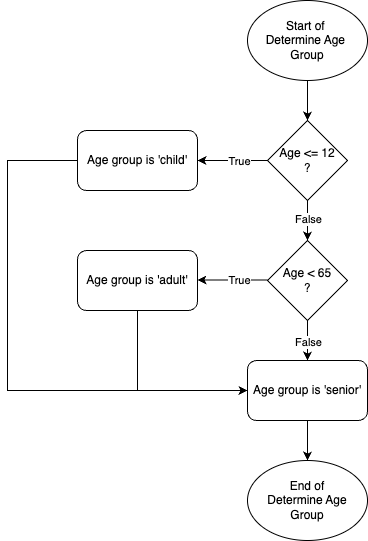 Start of
Determine Age
Group
Age <= 12
?
True
Age group is 'child'
False
Age < 65
?
True
Age group is 'adult'
False
Age group is 'senior'
End of
Determine Age
Group